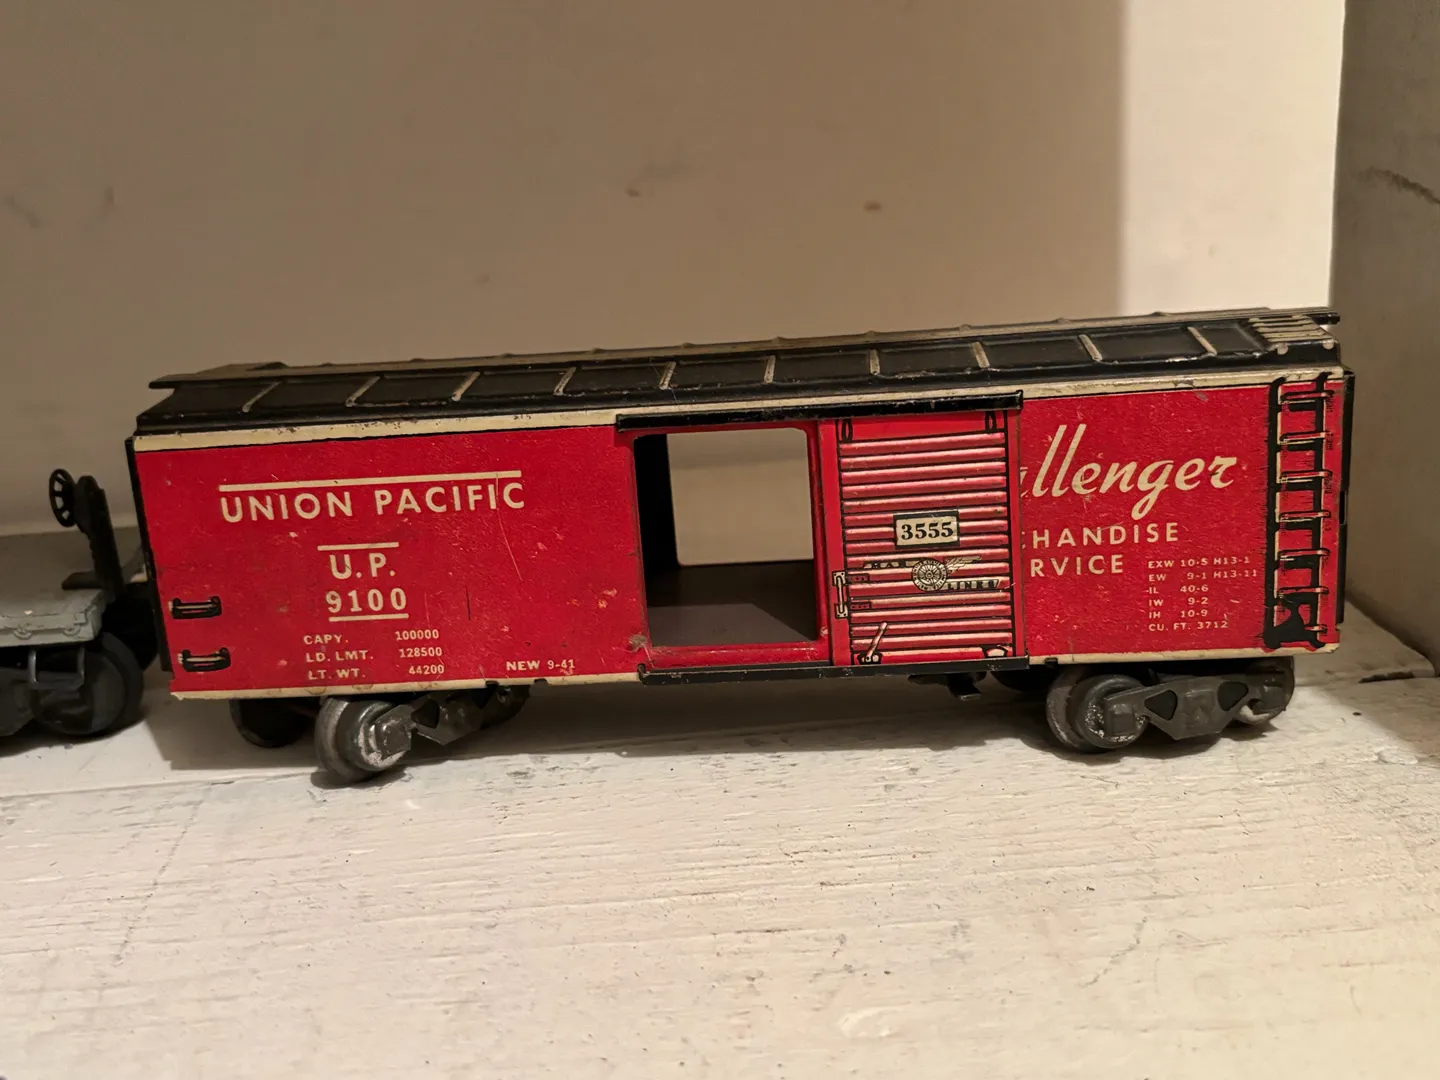 UNION PACIFIC
U.P.
9100
CAPY. 100000
LD. LMT. 128500
LT. WT. 44200
NEW 9-41
3555
LINES
allenger
CHANDISE
RVICE
EXW 10-5 H13-1
EW 9-1 H13-11
IL 40-6
IW 9-2
IH 10-9
CU. FT. 3712